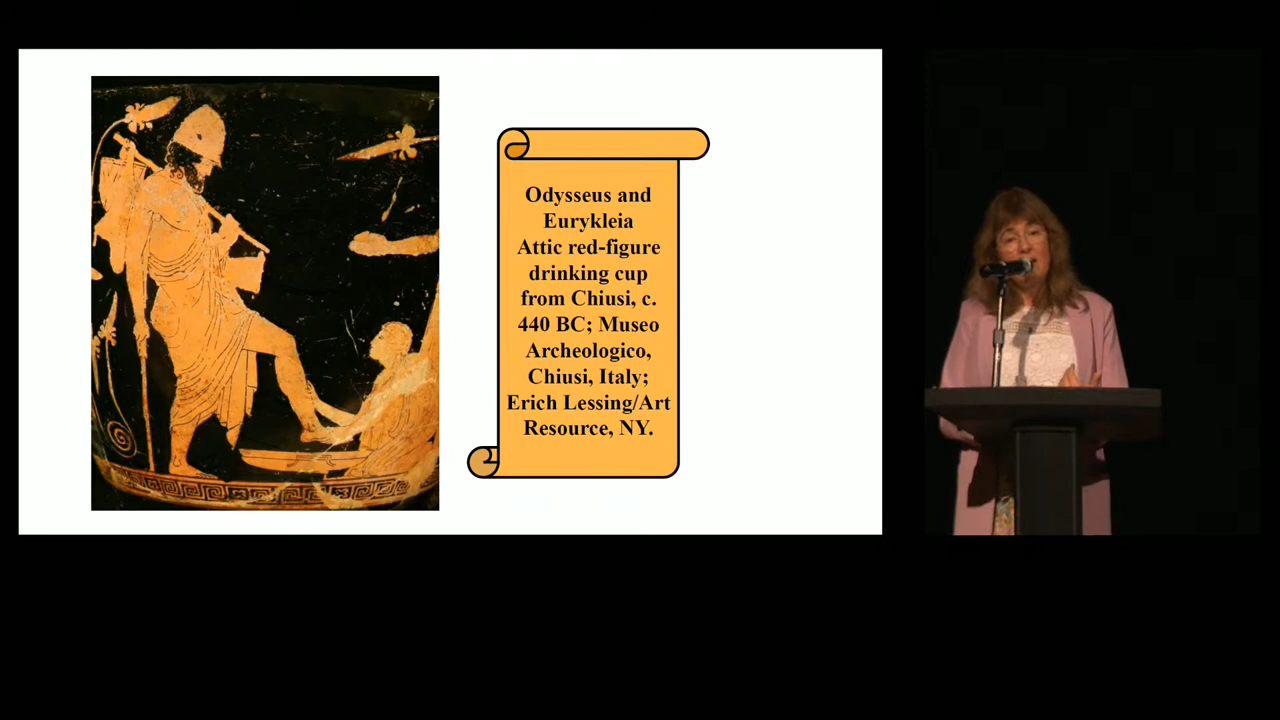 Odysseus and
Eurykleia
Attic red-figure
drinking cup
from Chiusi, c.
440 BC; Museo
Archeologico,
Chiusi, Italy;
Erich Lessing/Art
Resource, NY.